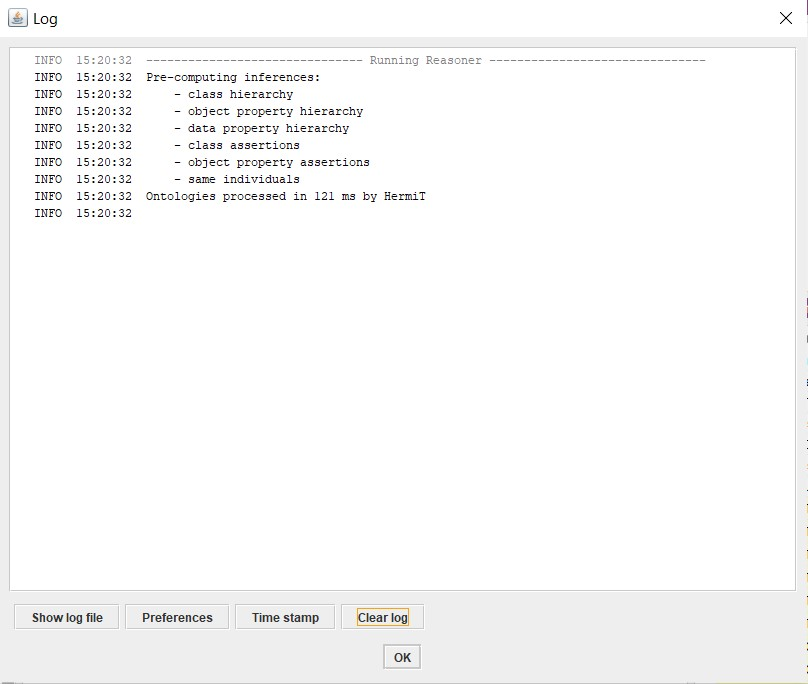 Log
INFO 15:20:32 ------------------------------- Running Reasoner -------------------------------
INFO 15:20:32 Pre-computing inferences:
INFO 15:20:32 - class hierarchy
INFO 15:20:32 - object property hierarchy
INFO 15:20:32 - data property hierarchy
INFO 15:20:32 - class assertions
INFO 15:20:32 - object property assertions
INFO 15:20:32 - same individuals
INFO 15:20:32 Ontologies processed in 121 ms by HermiT
INFO 15:20:32
Show log file Preferences Time stamp Clear log
OK